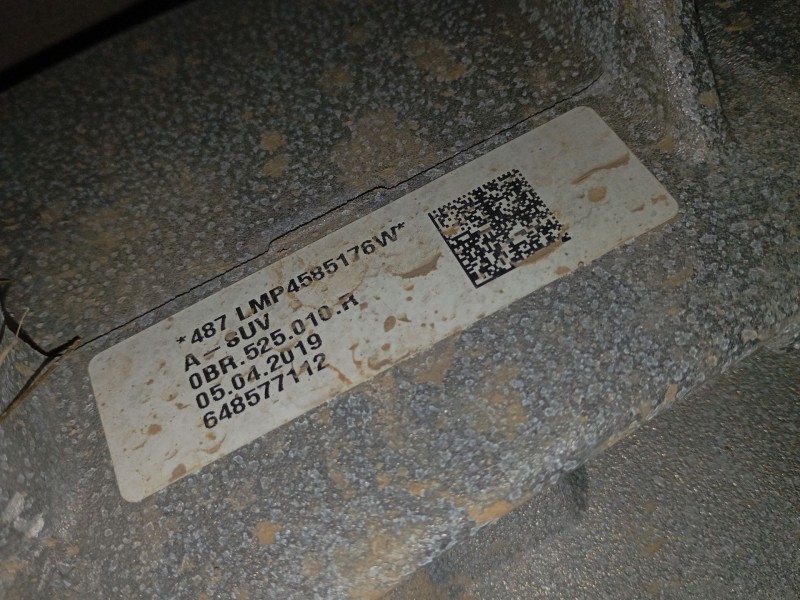 *487 LMP4585176W*
A-SUV
0BR.525.010.R
05.04.2019
648577112